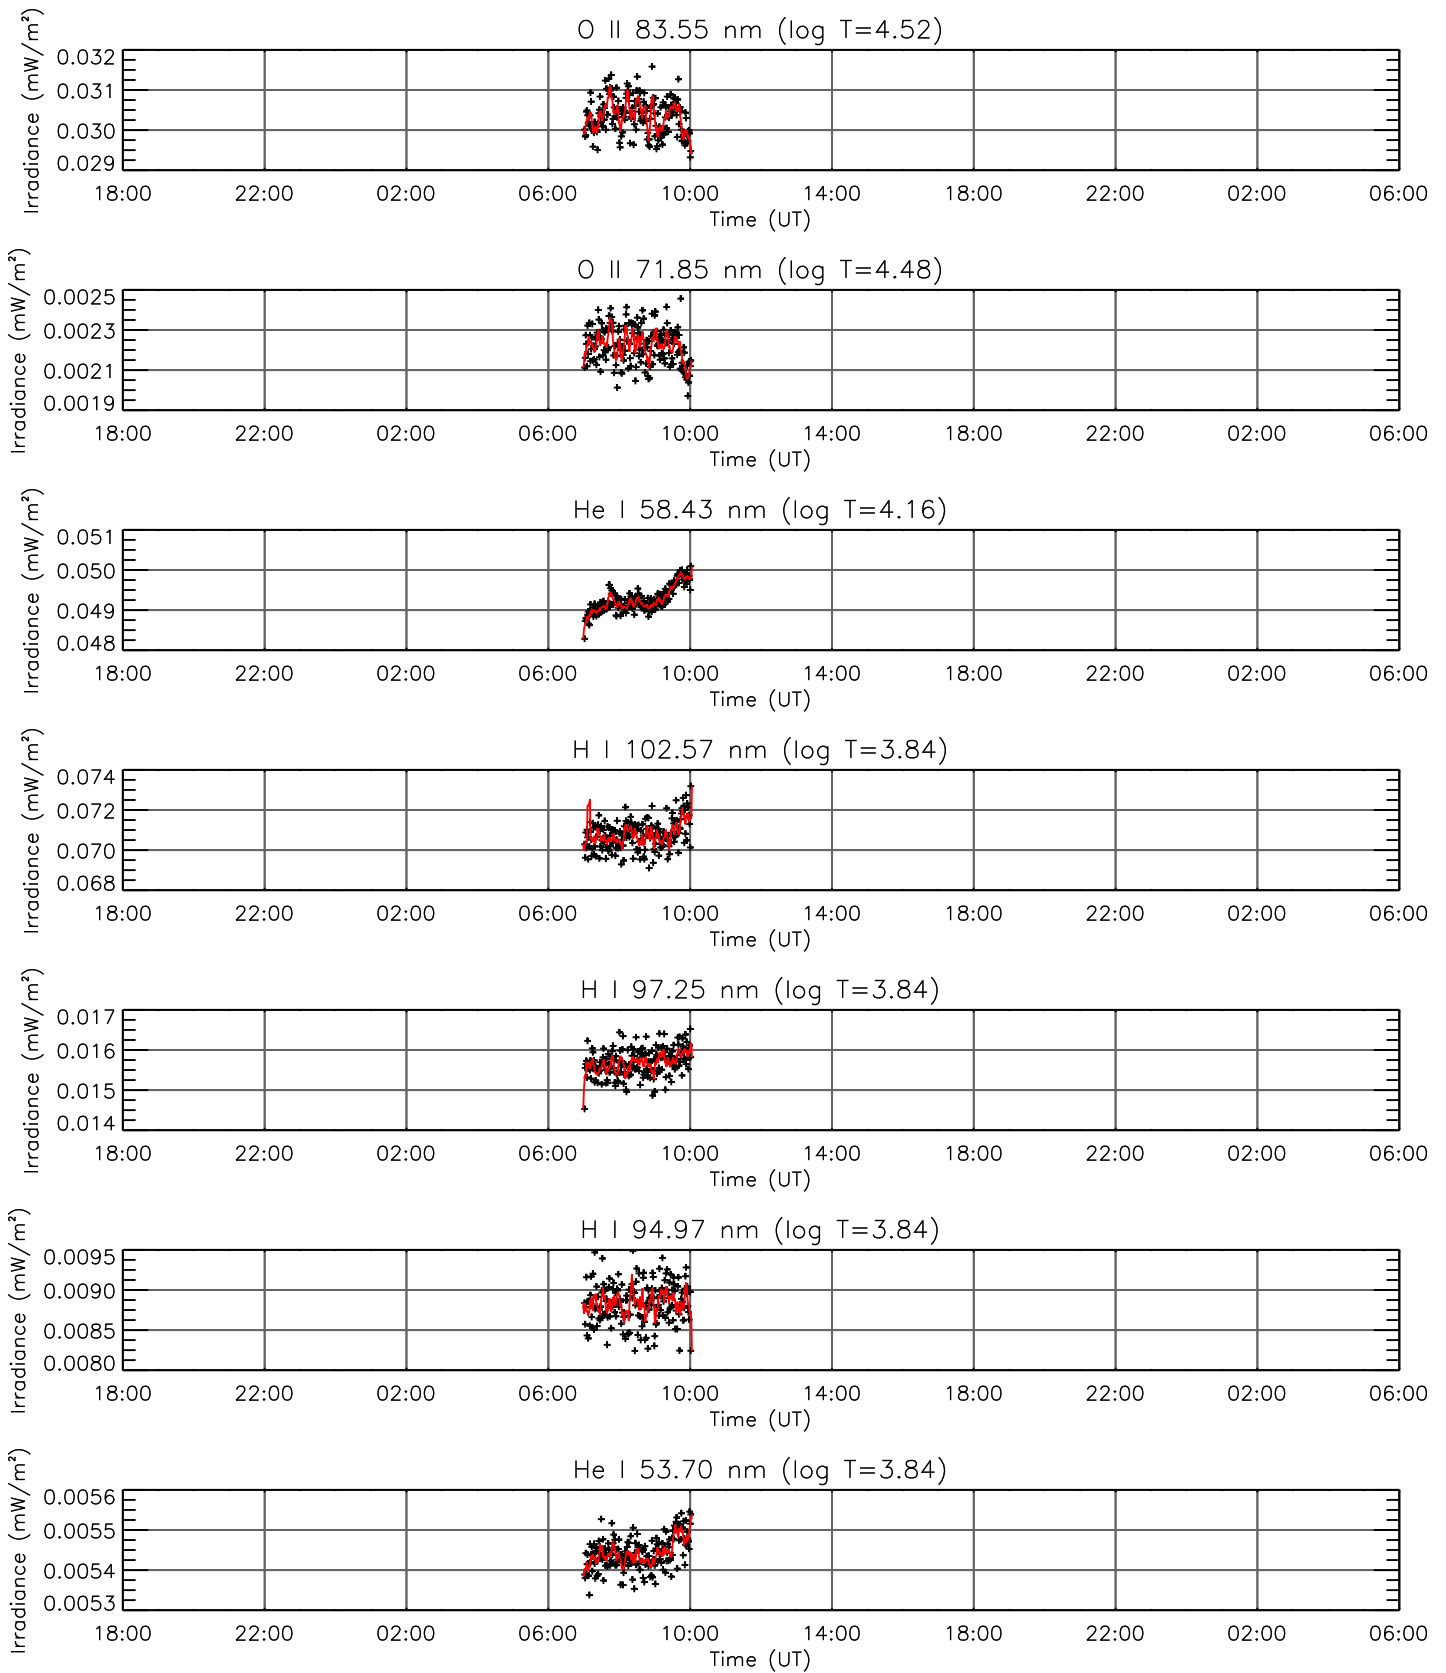 O II 83.55 nm (log T=4.52)
Irradiance (mW/m²)
0.032
0.031
0.030
0.029
18:00 22:00 02:00 06:00 10:00 14:00 18:00 22:00 02:00 06:00
Time (UT)
O II 71.85 nm (log T=4.48)
Irradiance (mW/m²)
0.0025
0.0023
0.0021
0.0019
18:00 22:00 02:00 06:00 10:00 14:00 18:00 22:00 02:00 06:00
Time (UT)
He I 58.43 nm (log T=4.16)
Irradiance (mW/m²)
0.051
0.050
0.049
0.048
18:00 22:00 02:00 06:00 10:00 14:00 18:00 22:00 02:00 06:00
Time (UT)
H I 102.57 nm (log T=3.84)
Irradiance (mW/m²)
0.074
0.072
0.070
0.068
18:00 22:00 02:00 06:00 10:00 14:00 18:00 22:00 02:00 06:00
Time (UT)
H I 97.25 nm (log T=3.84)
Irradiance (mW/m²)
0.017
0.016
0.015
0.014
18:00 22:00 02:00 06:00 10:00 14:00 18:00 22:00 02:00 06:00
Time (UT)
H I 94.97 nm (log T=3.84)
Irradiance (mW/m²)
0.0095
0.0090
0.0085
0.0080
18:00 22:00 02:00 06:00 10:00 14:00 18:00 22:00 02:00 06:00
Time (UT)
He I 53.70 nm (log T=3.84)
Irradiance (mW/m²)
0.0056
0.0055
0.0054
0.0053
18:00 22:00 02:00 06:00 10:00 14:00 18:00 22:00 02:00 06:00
Time (UT)